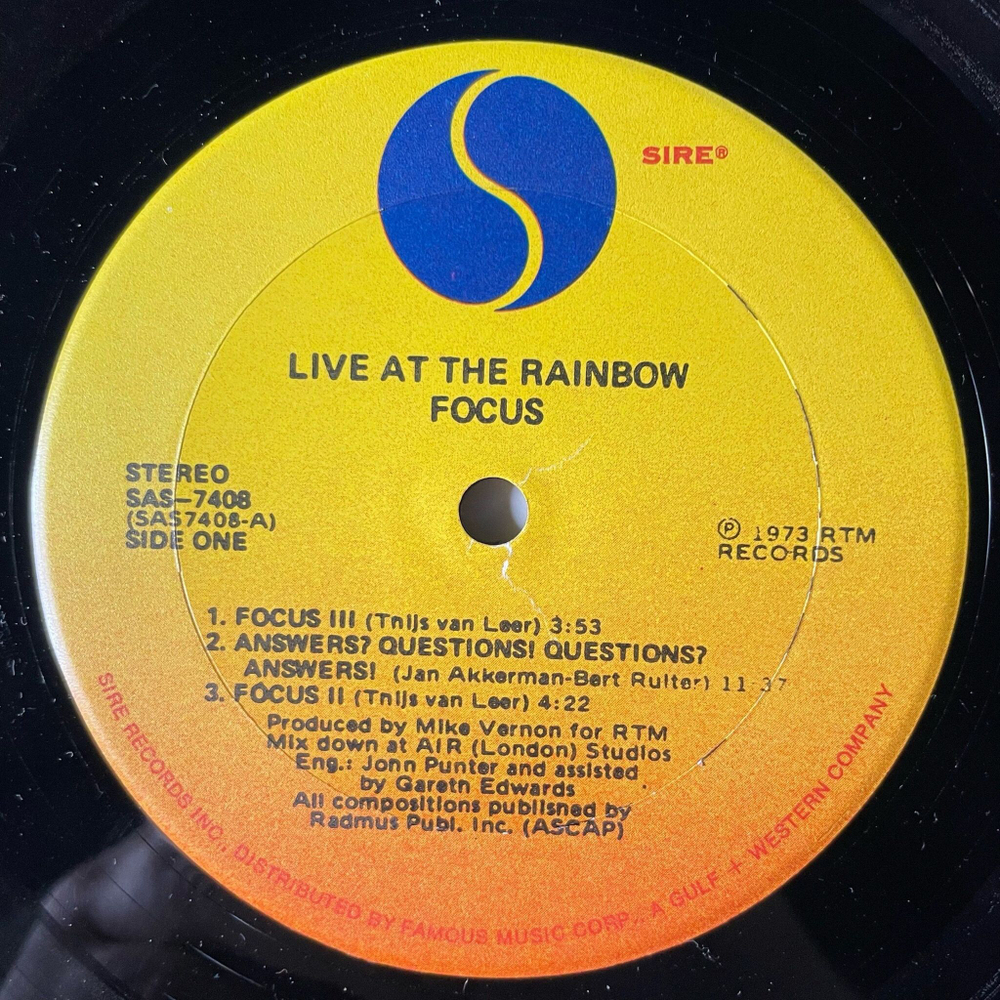 SIRE®
LIVE AT THE RAINBOW
FOCUS
STEREO
SAS-7408
(SAS7408-A)
SIDE ONE
℗ 1973 RTM
RECORDS
1. FOCUS III (Thijs van Leer) 3:53
2. ANSWERS? QUESTIONS! QUESTIONS?
ANSWERS! (Jan Akkerman-Bert Ruiter) 11:37
3. FOCUS II (Thijs van Leer) 4:22
Produced by Mike Vernon for RTM
Mix down at AIR (London) Studios
Eng.: John Punter and assisted
by Gareth Edwards
All compositions published by
Radmus Publ. Inc. (ASCAP)
SIRE RECORDS INC., DISTRIBUTED BY FAMOUS MUSIC CORP., A GULF + WESTERN COMPANY